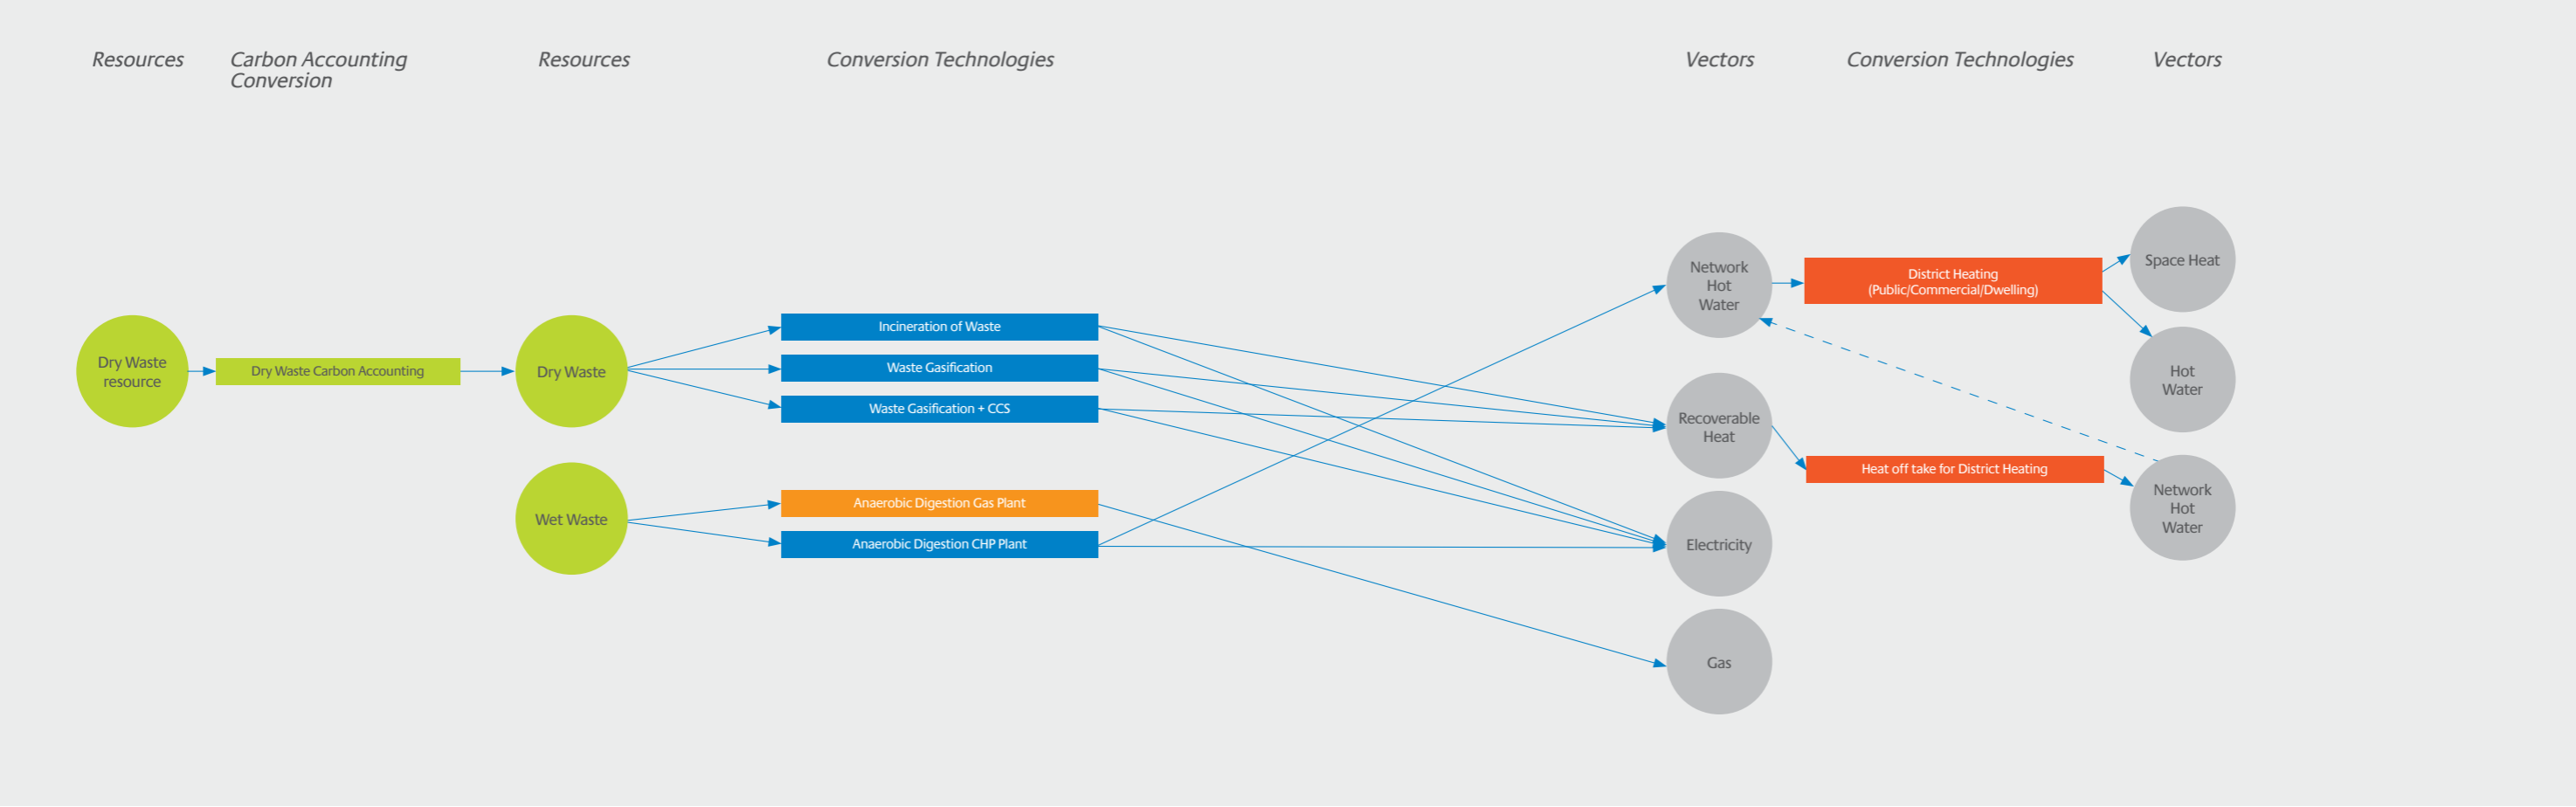 Resources
Carbon Accounting
Conversion
Resources
Conversion Technologies
Vectors
Conversion Technologies
Vectors
Dry Waste
resource
Dry Waste Carbon Accounting
Dry Waste
Wet Waste
Incineration of Waste
Waste Gasification
Waste Gasification + CCS
Anaerobic Digestion Gas Plant
Anaerobic Digestion CHP Plant
Network
Hot
Water
Recoverable
Heat
Electricity
Gas
District Heating
(Public/Commercial/Dwelling)
Heat off take for District Heating
Space Heat
Hot
Water
Network
Hot
Water